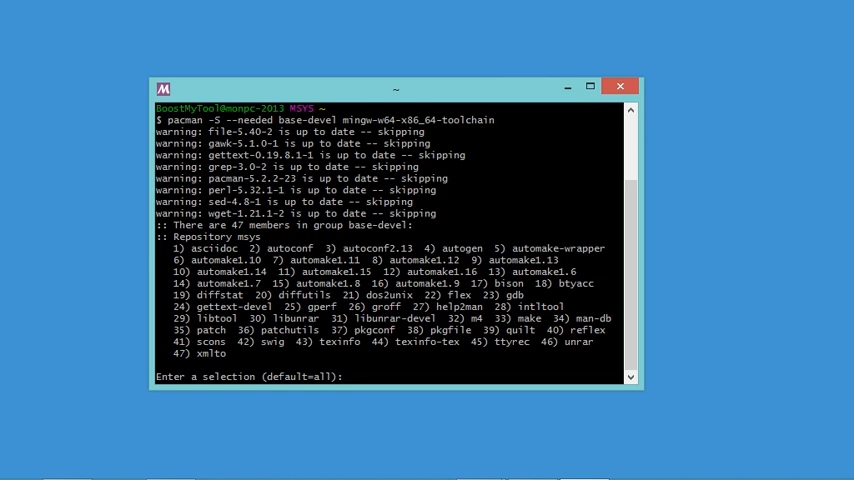 ~
BoostMyTool@monpc-2013 MSYS ~
$ pacman -S --needed base-devel mingw-w64-x86_64-toolchain
warning: file-5.40-2 is up to date -- skipping
warning: gawk-5.1.0-1 is up to date -- skipping
warning: gettext-0.19.8.1-1 is up to date -- skipping
warning: grep-3.0-2 is up to date -- skipping
warning: pacman-5.2.2-23 is up to date -- skipping
warning: perl-5.32.1-1 is up to date -- skipping
warning: sed-4.8-1 is up to date -- skipping
warning: wget-1.21.1-2 is up to date -- skipping
:: There are 47 members in group base-devel:
:: Repository msys
1) asciidoc 2) autoconf 3) autoconf2.13 4) autogen 5) automake-wrapper
6) automake1.10 7) automake1.11 8) automake1.12 9) automake1.13
10) automake1.14 11) automake1.15 12) automake1.16 13) automake1.6
14) automake1.7 15) automake1.8 16) automake1.9 17) bison 18) btyacc
19) diffstat 20) diffutils 21) dos2unix 22) flex 23) gdb
24) gettext-devel 25) gperf 26) groff 27) help2man 28) intltool
29) libtool 30) libunrar 31) libunrar-devel 32) m4 33) make 34) man-db
35) patch 36) patchutils 37) pkgconf 38) pkgfile 39) quilt 40) reflex
41) scons 42) swig 43) texinfo 44) texinfo-tex 45) ttyrec 46) unrar
47) xmlto
Enter a selection (default=all):